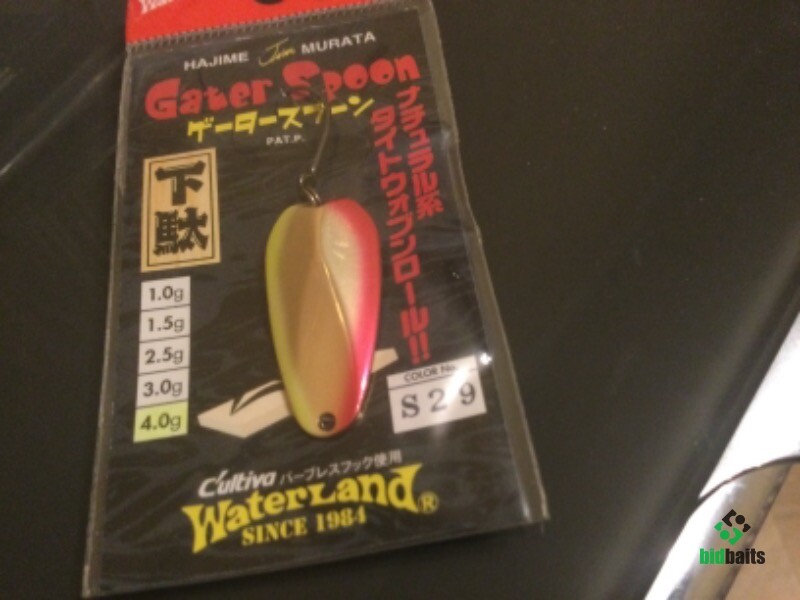 HAJIME Jim MURATA
Gater Spoon
ゲータースプーン
PAT.P.
ナチュラル系
タイトウォブンロール!!
下駄
1.0g
1.5g
2.5g
3.0g
4.0g
COLOR No.
S 29
C'ultiva バーブレスフック使用
WaterLand®
SINCE 1984
bidbaits